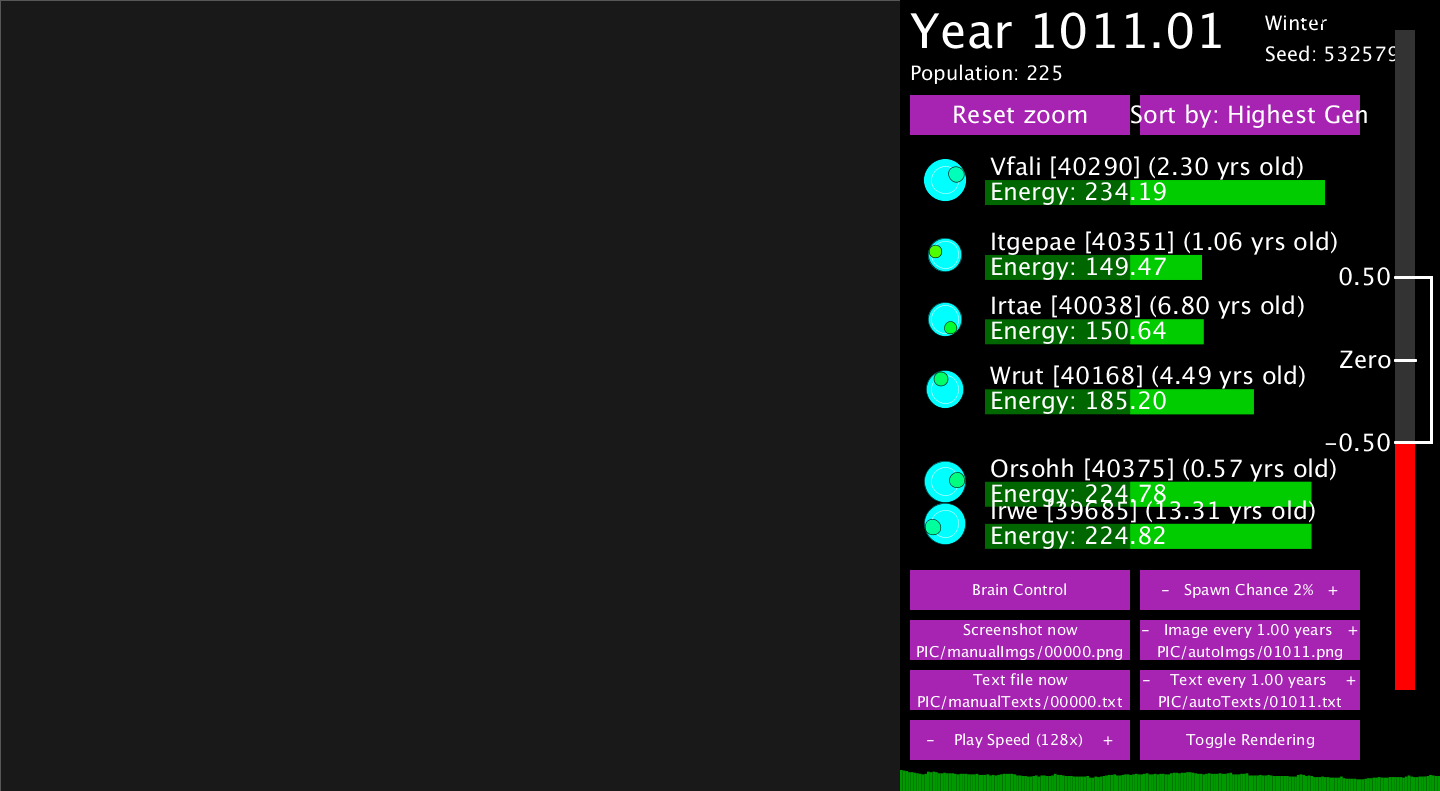 Year 1011.01
Winter
Seed: 532579
Population: 225
Reset zoom
Sort by: Highest Gen
Vfali [40290] (2.30 yrs old)
Energy: 234.19
Itgepae [40351] (1.06 yrs old)
Energy: 149.47
0.50
Irtae [40038] (6.80 yrs old)
Energy: 150.64
Zero
Wrut [40168] (4.49 yrs old)
Energy: 185.20
-0.50
Orsohh [40375] (0.57 yrs old)
Energy: 224.78
Irwe [39685] (13.31 yrs old)
Energy: 224.82
Brain Control
- Spawn Chance 2% +
Screenshot now
PIC/manualImgs/00000.png
- Image every 1.00 years +
PIC/autoImgs/01011.png
Text file now
PIC/manualTexts/00000.txt
- Text every 1.00 years +
PIC/autoTexts/01011.txt
- Play Speed (128x) +
Toggle Rendering